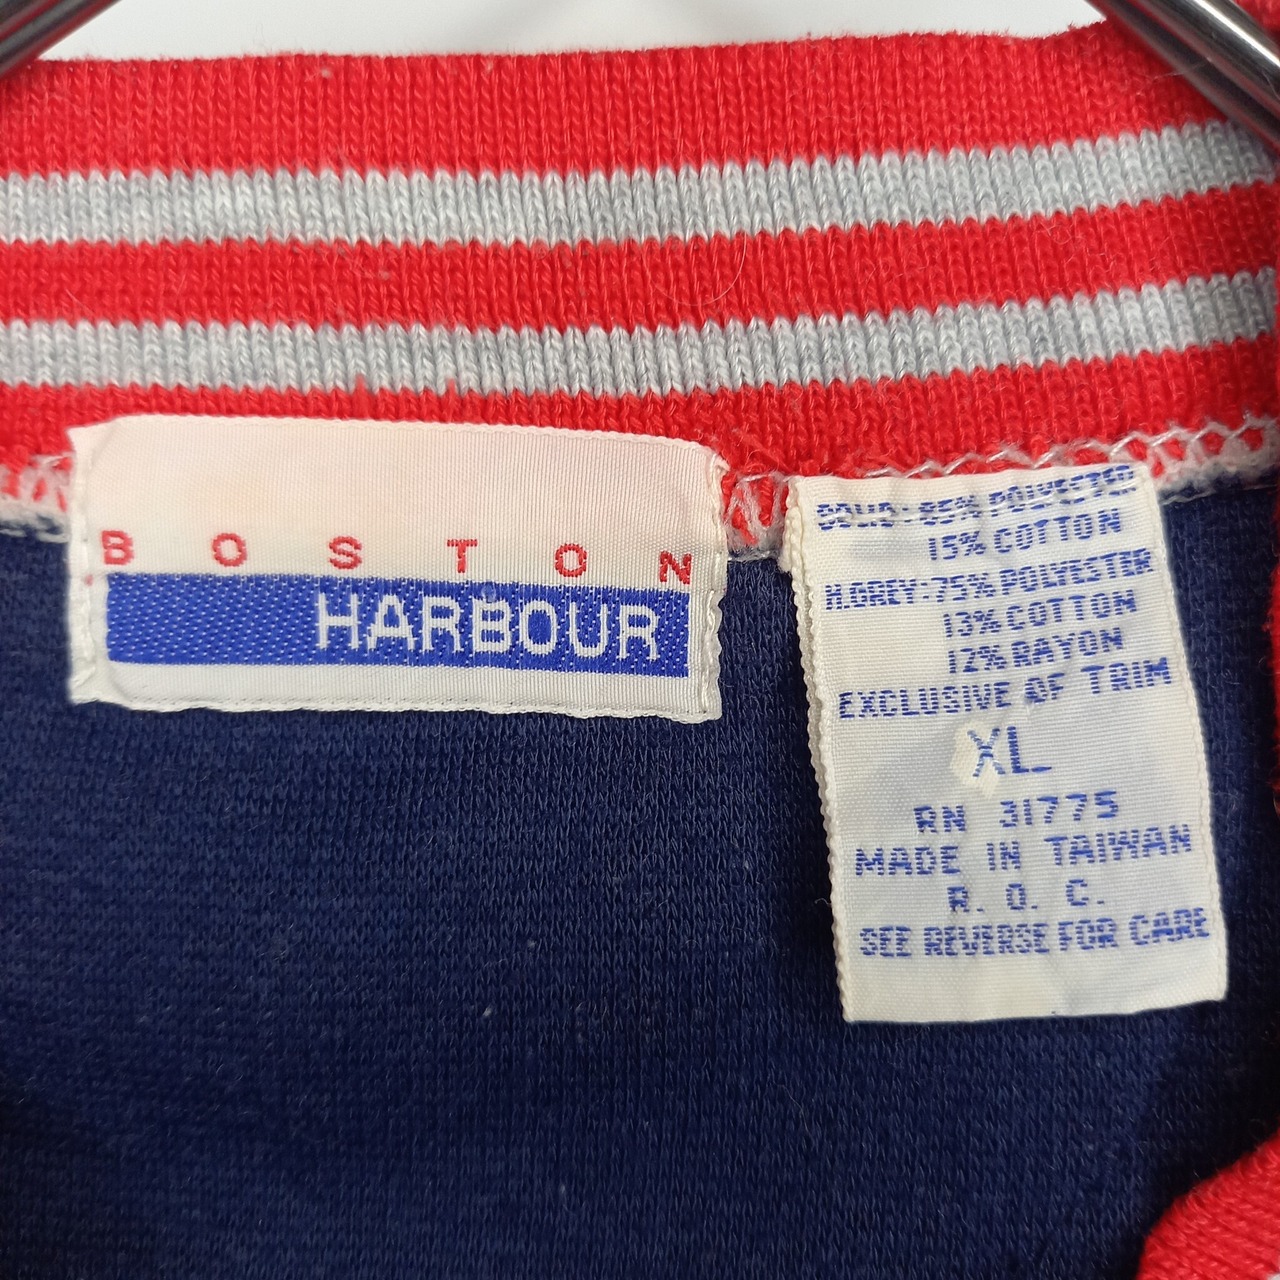 BOSTON
HARBOUR
SOLID-85% POLYESTER
15% COTTON
H.GREY-75% POLYESTER
13% COTTON
12% RAYON
EXCLUSIVE OF TRIM
XL
RN 31775
MADE IN TAIWAN
R. O. C.
SEE REVERSE FOR CARE